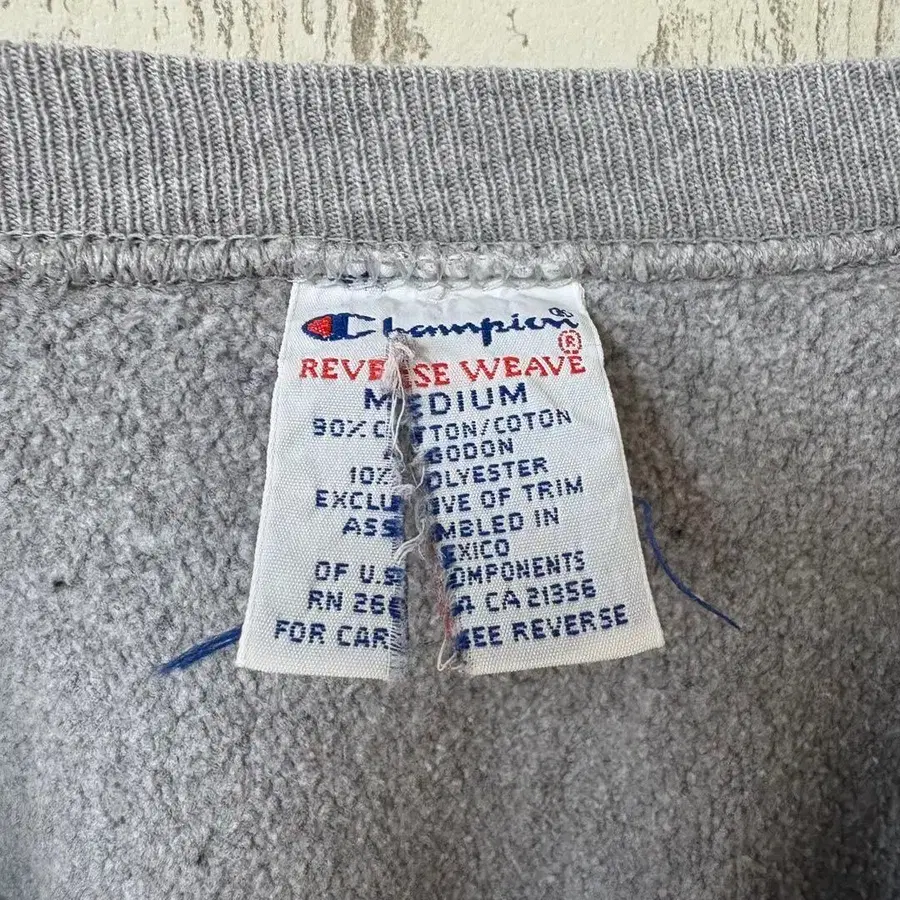 Champion®
REVERSE WEAVE®
MEDIUM
90% COTTON/COTON
ALGODON
10% POLYESTER
EXCLUSIVE OF TRIM
ASSEMBLED IN
MEXICO
OF U.S. COMPONENTS
RN CA 21356
FOR CARE SEE REVERSE